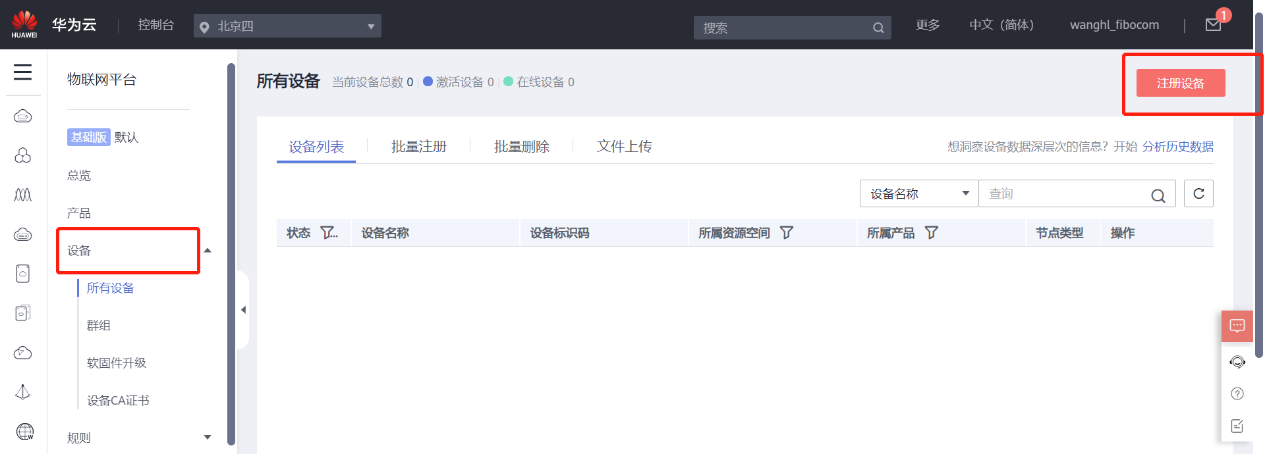 HUAWEI 华为云 控制台 北京四 搜索 更多 中文（简体） wanghl_fibocom 1
物联网平台
基础版 默认
总览
产品
设备
所有设备
群组
软固件升级
设备CA证书
规则
所有设备 当前设备总数 0 激活设备 0 在线设备 0 注册设备
设备列表 批量注册 批量删除 文件上传 想洞察设备数据深层次的信息？开始 分析历史数据
设备名称 查询
状态 ... 设备名称 设备标识码 所属资源空间 所属产品 节点类型 操作